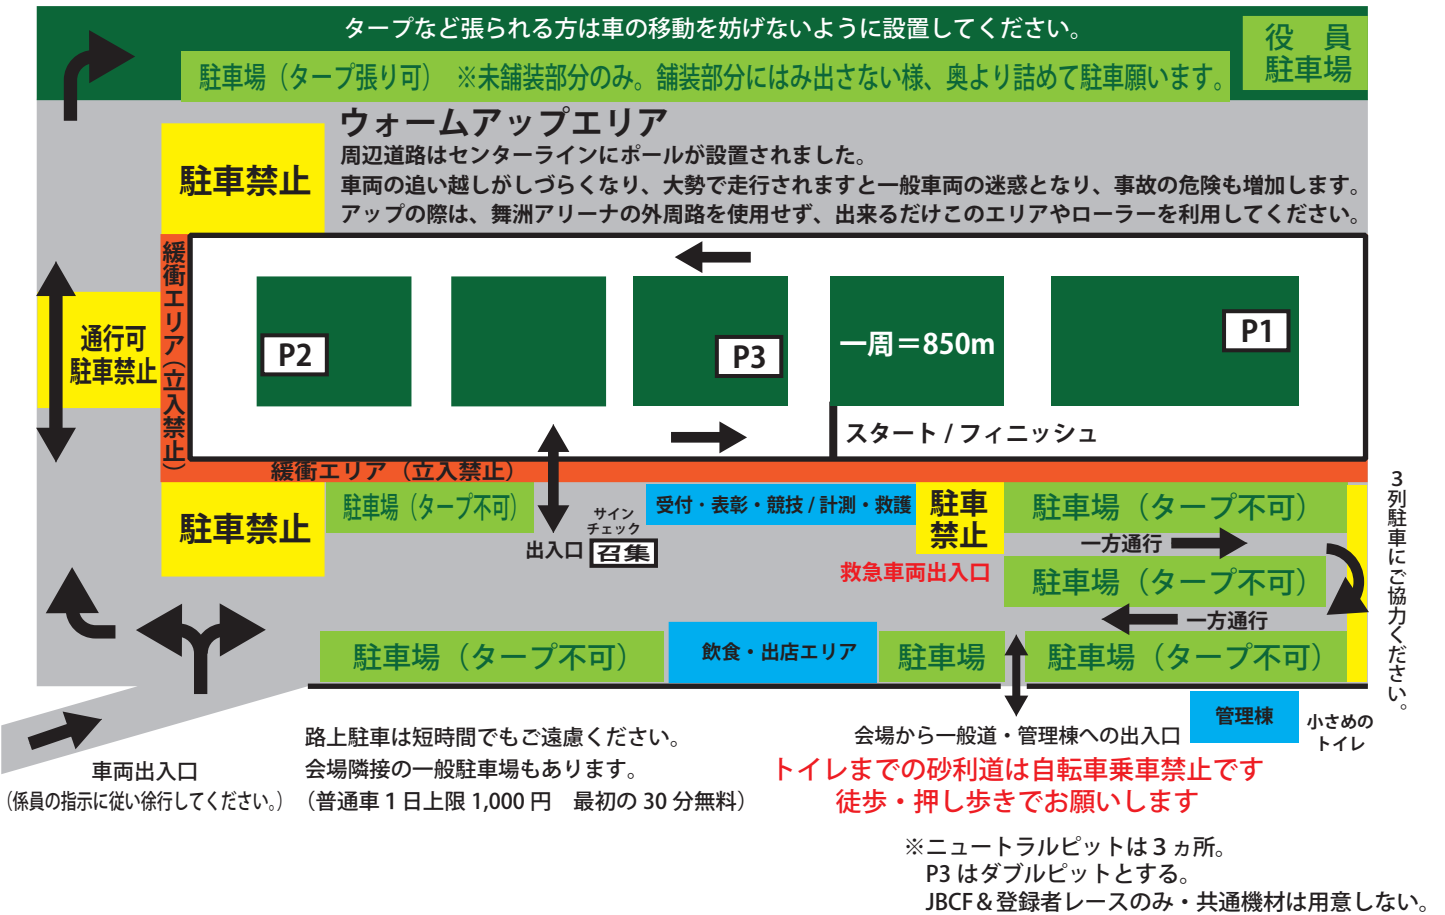 タープなど張られる方は車の移動を妨げないように設置してください。
役 員
駐車場
駐車場（タープ張り可） ※未舗装部分のみ。舗装部分にはみ出さない様、奥より詰めて駐車願います。
ウォームアップエリア
周辺道路はセンターラインにポールが設置されました。
車両の追い越しがしづらくなり、大勢で走行されますと一般車両の迷惑となり、事故の危険も増加します。
アップの際は、舞洲アリーナの外周路を使用せず、出来るだけこのエリアやローラーを利用してください。
駐車禁止
緩衝エリア（立入禁止）
通行可
駐車禁止
P2
P3
一周＝850m
P1
スタート / フィニッシュ
緩衝エリア（立入禁止）
駐車禁止
駐車場（タープ不可）
出入口
サイン
チェック
召集
受付・表彰・競技 / 計測・救護
駐車
禁止
救急車両出入口
駐車場（タープ不可）
一方通行
駐車場（タープ不可）
一方通行
3列駐車にご協力ください。
駐車場（タープ不可）
飲食・出店エリア
駐車場
駐車場（タープ不可）
管理棟
小さめの
トイレ
会場から一般道・管理棟への出入口
トイレまでの砂利道は自転車乗車禁止です
徒歩・押し歩きでお願いします
車両出入口
（係員の指示に従い徐行してください。）
路上駐車は短時間でもご遠慮ください。
会場隣接の一般駐車場もあります。
（普通車 1 日上限 1,000 円 最初の 30 分無料）
※ニュートラルピットは 3 ヵ所。
P3 はダブルピットとする。
JBCF＆登録者レースのみ・共通機材は用意しない。